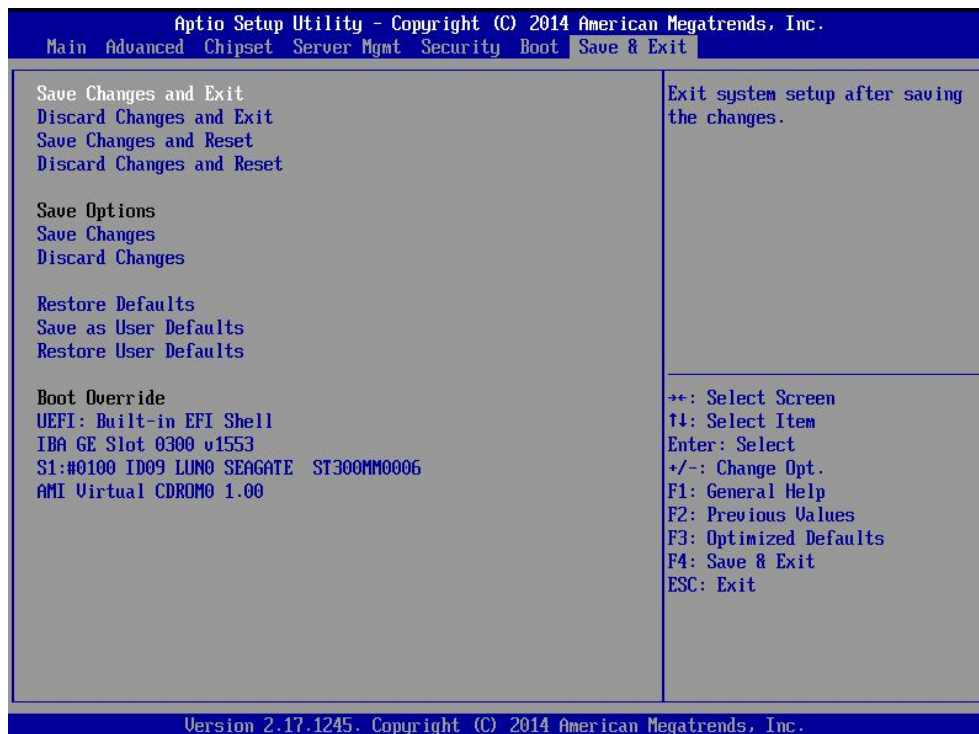 Aptio Setup Utility - Copyright (C) 2014 American Megatrends, Inc.
Main Advanced Chipset Server Mgmt Security Boot Save & Exit
Save Changes and Exit
Discard Changes and Exit
Save Changes and Reset
Discard Changes and Reset
Save Options
Save Changes
Discard Changes
Restore Defaults
Save as User Defaults
Restore User Defaults
Boot Override
UEFI: Built-in EFI Shell
IBA GE Slot 0300 v1553
S1:#0100 ID09 LUN0 SEAGATE ST300MM0006
AMI Virtual CDROM0 1.00
Exit system setup after saving
the changes.
→←: Select Screen
↑↓: Select Item
Enter: Select
+/-: Change Opt.
F1: General Help
F2: Previous Values
F3: Optimized Defaults
F4: Save & Exit
ESC: Exit
Version 2.17.1245. Copyright (C) 2014 American Megatrends, Inc.